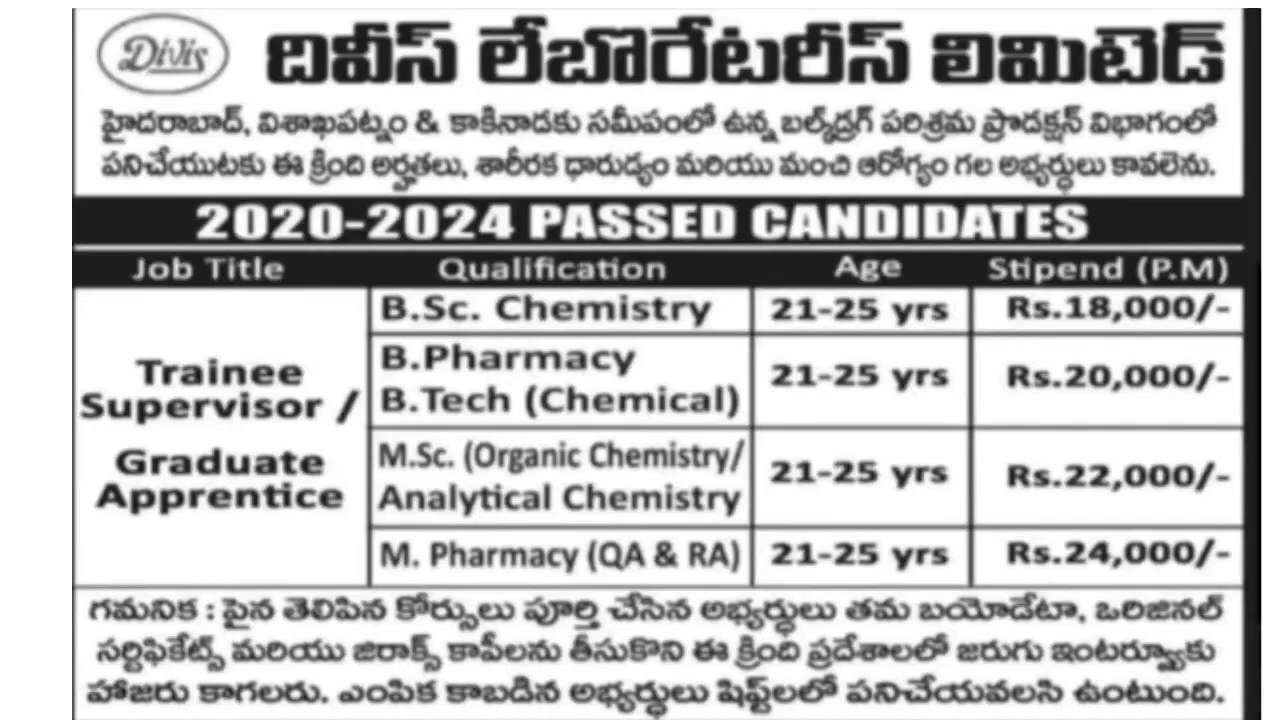 Divis దివీస్ లేబొరేటరీస్ లిమిటెడ్
హైదరాబాద్, విశాఖపట్నం & కాకినాడకు సమీపంలో ఉన్న బల్క్‌డ్రగ్ పరిశ్రమ ప్రొడక్షన్ విభాగంలో
పనిచేయుటకు ఈ క్రింది అర్హతలు, శారీరక ధారుడ్యం మరియు మంచి ఆరోగ్యం గల అభ్యర్థులు కావలెను.
2020-2024 PASSED CANDIDATES
Job Title Qualification Age Stipend (P.M)
Trainee
Supervisor /
Graduate
Apprentice
B.Sc. Chemistry 21-25 yrs Rs.18,000/-
B.Pharmacy
B.Tech (Chemical) 21-25 yrs Rs.20,000/-
M.Sc. (Organic Chemistry/
Analytical Chemistry 21-25 yrs Rs.22,000/-
M. Pharmacy (QA & RA) 21-25 yrs Rs.24,000/-
గమనిక : పైన తెలిపిన కోర్సులు పూర్తి చేసిన అభ్యర్థులు తమ బయోడేటా, ఒరిజినల్
సర్టిఫికేట్స్ మరియు జిరాక్స్ కాపీలను తీసుకొని ఈ క్రింది ప్రదేశాలలో జరుగు ఇంటర్వ్యూకు
హాజరు కాగలరు. ఎంపిక కాబడిన అభ్యర్థులు షిఫ్ట్‌లలో పనిచేయవలసి ఉంటుంది.